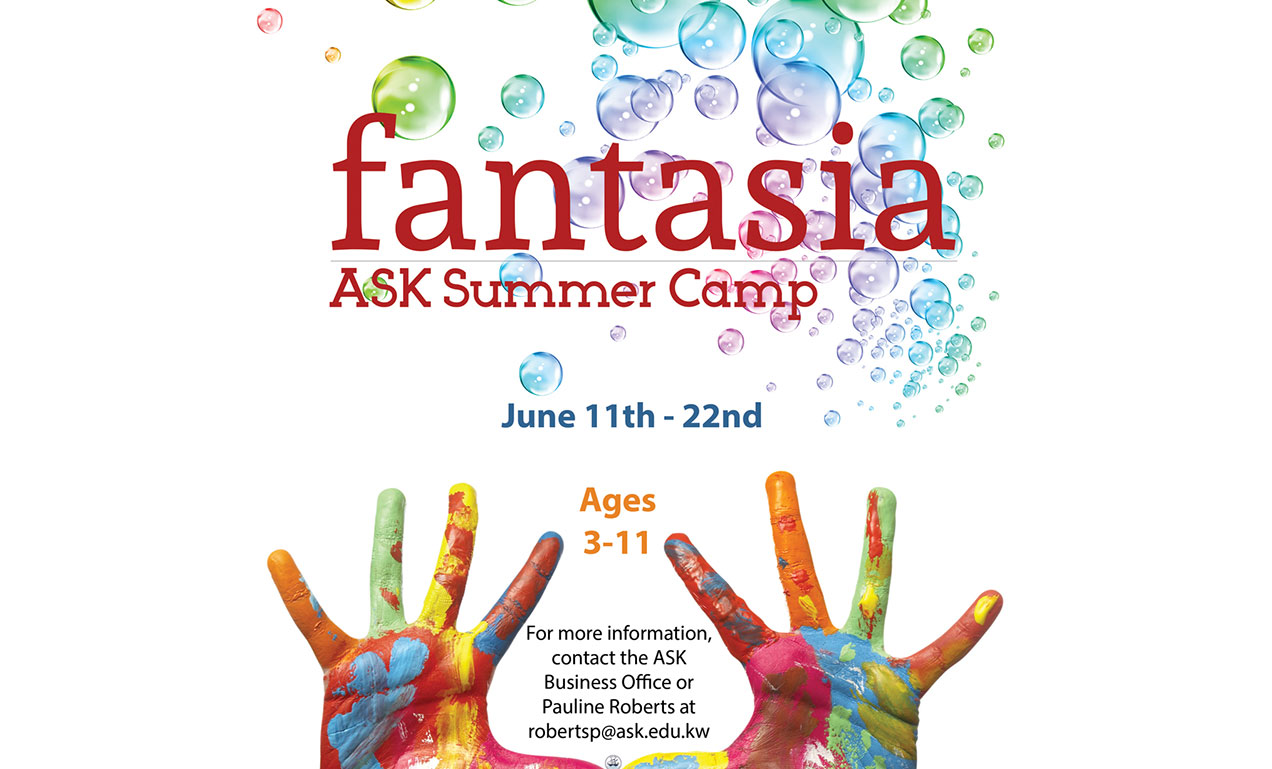 fantasia
ASK Summer Camp
June 11th - 22nd
Ages
3-11
For more information,
contact the ASK
Business Office or
Pauline Roberts at
robertsp@ask.edu.kw